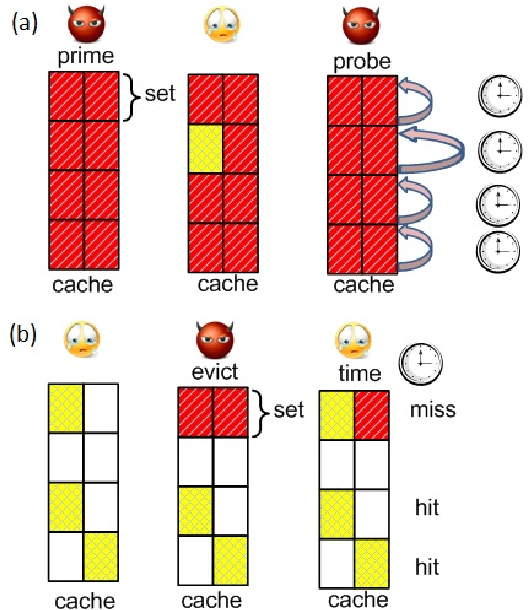 (a)
prime
probe
set
cache
cache
cache
(b)
evict
time
set
miss
hit
hit
cache
cache
cache